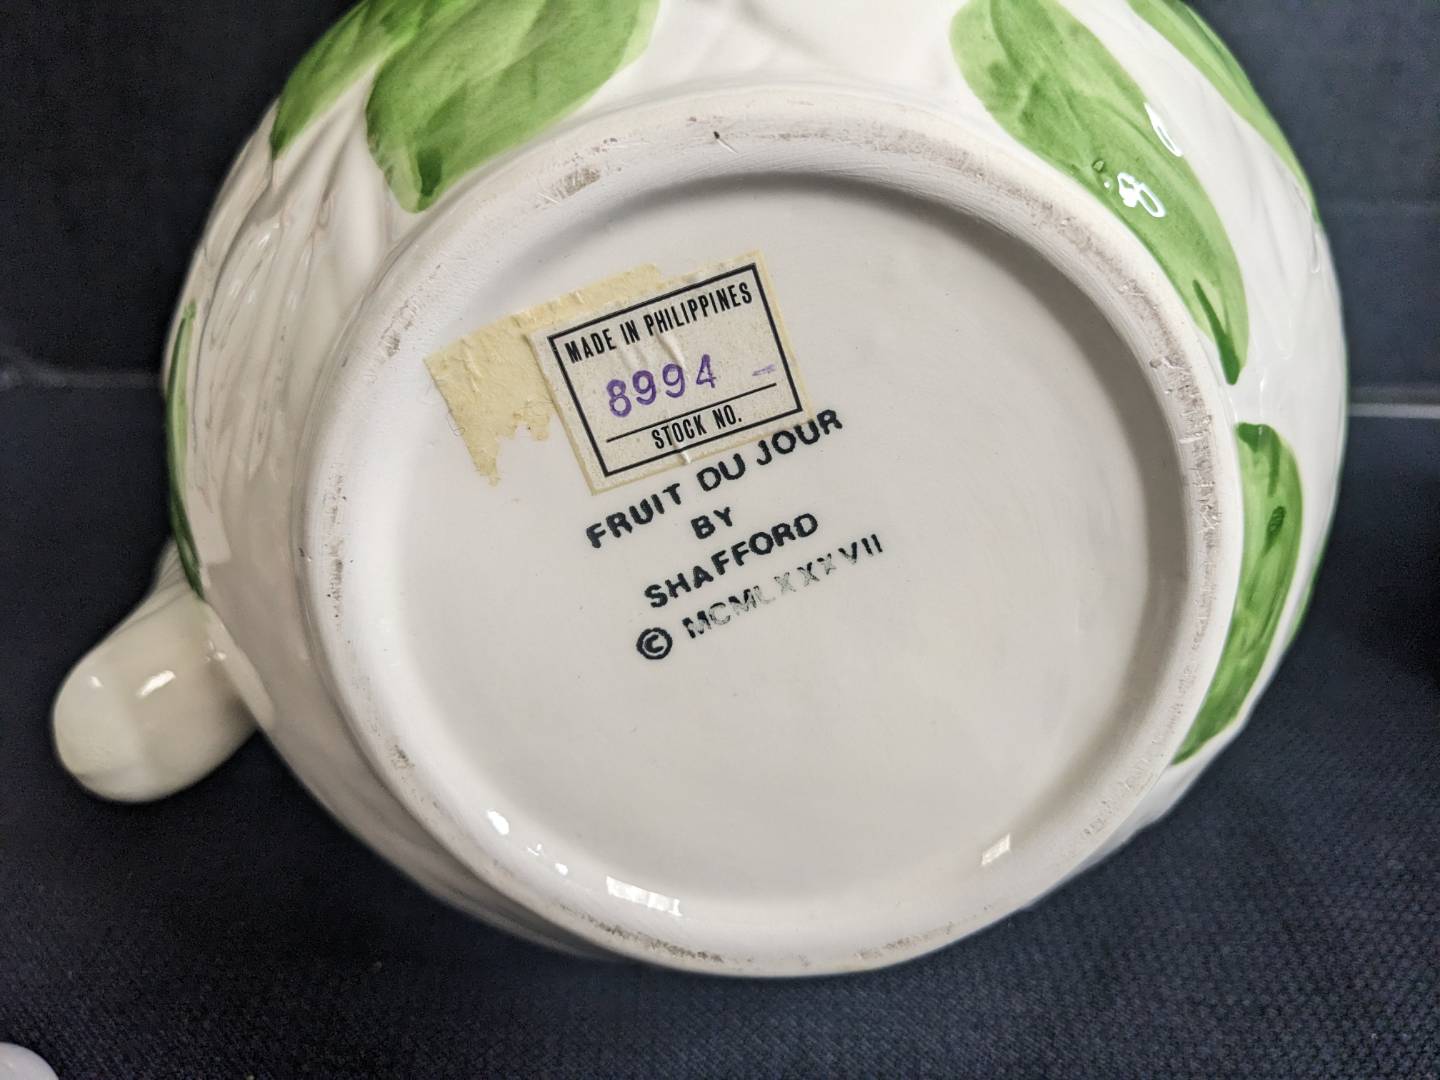 MADE IN PHILIPPINES
8994 -
STOCK NO.
FRUIT DU JOUR
BY
SHAFFORD
© MCMLXXXVII